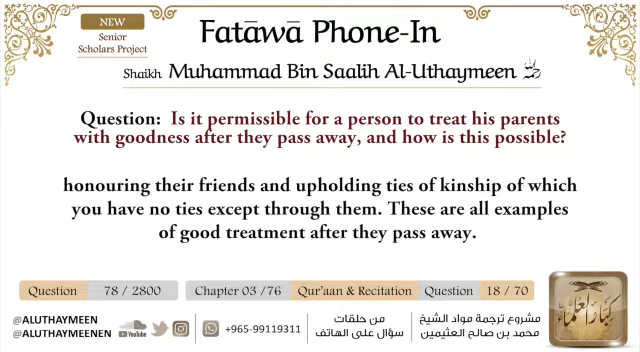 NEW
Senior
Scholars Project
Fatāwā Phone-In
Shaikh Muhammad Bin Saalih Al-Uthaymeen
Question: Is it permissible for a person to treat his parents
with goodness after they pass away, and how is this possible?
honouring their friends and upholding ties of kinship of which
you have no ties except through them. These are all examples
of good treatment after they pass away.
Question 78 / 2800 Chapter 03 /76 Qur'aan & Recitation Question 18 / 70
@ALUTHAYMEEN
@ALUTHAYMEENEN
YouTube
+965-99119311
من حلقات
سؤال على الهاتف
مشروع ترجمة مواد الشيخ
محمد بن صالح العثيمين
كبار العلماء